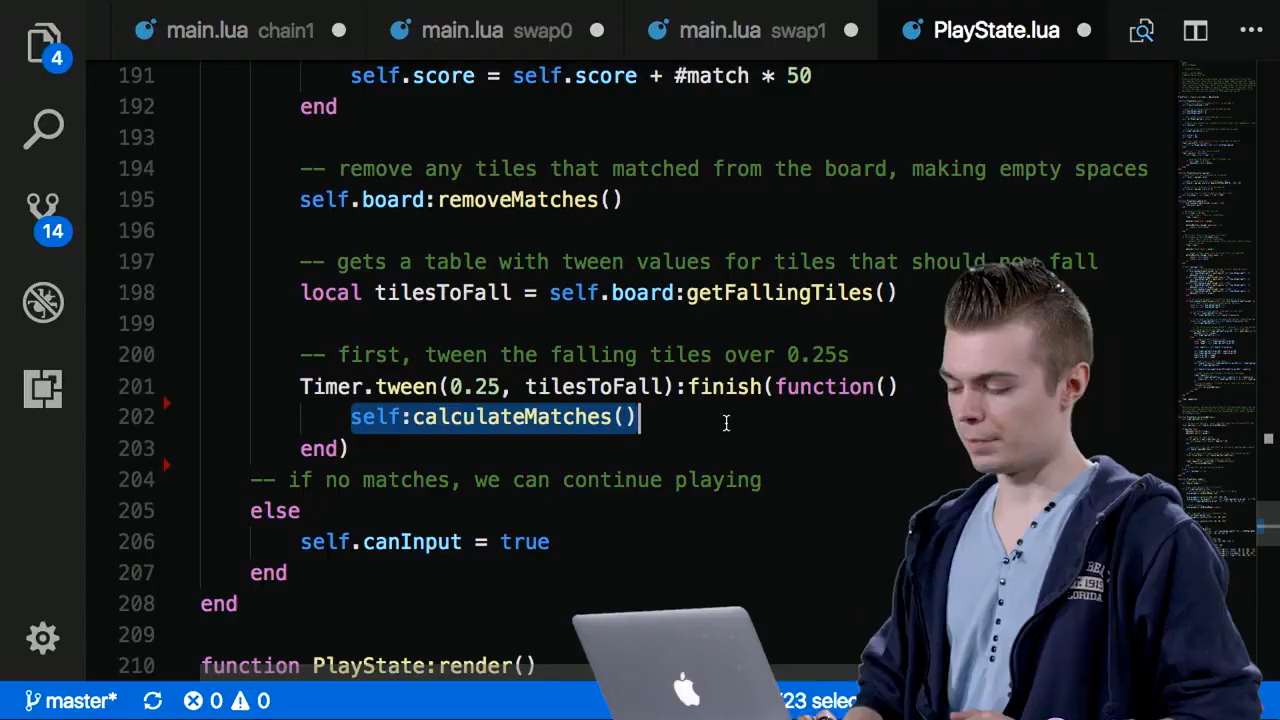 main.lua chain1
main.lua swap0
main.lua swap1
PlayState.lua
4
14
191 self.score = self.score + #match * 50
192 end
193
194 -- remove any tiles that matched from the board, making empty spaces
195 self.board:removeMatches()
196
197 -- gets a table with tween values for tiles that should now fall
198 local tilesToFall = self.board:getFallingTiles()
199
200 -- first, tween the falling tiles over 0.25s
201 Timer.tween(0.25, tilesToFall):finish(function()
202 self:calculateMatches()
203 end)
204 -- if no matches, we can continue playing
205 else
206 self.canInput = true
207 end
208 end
209
210 function PlayState:render()
master* 0 0
FLORIDA